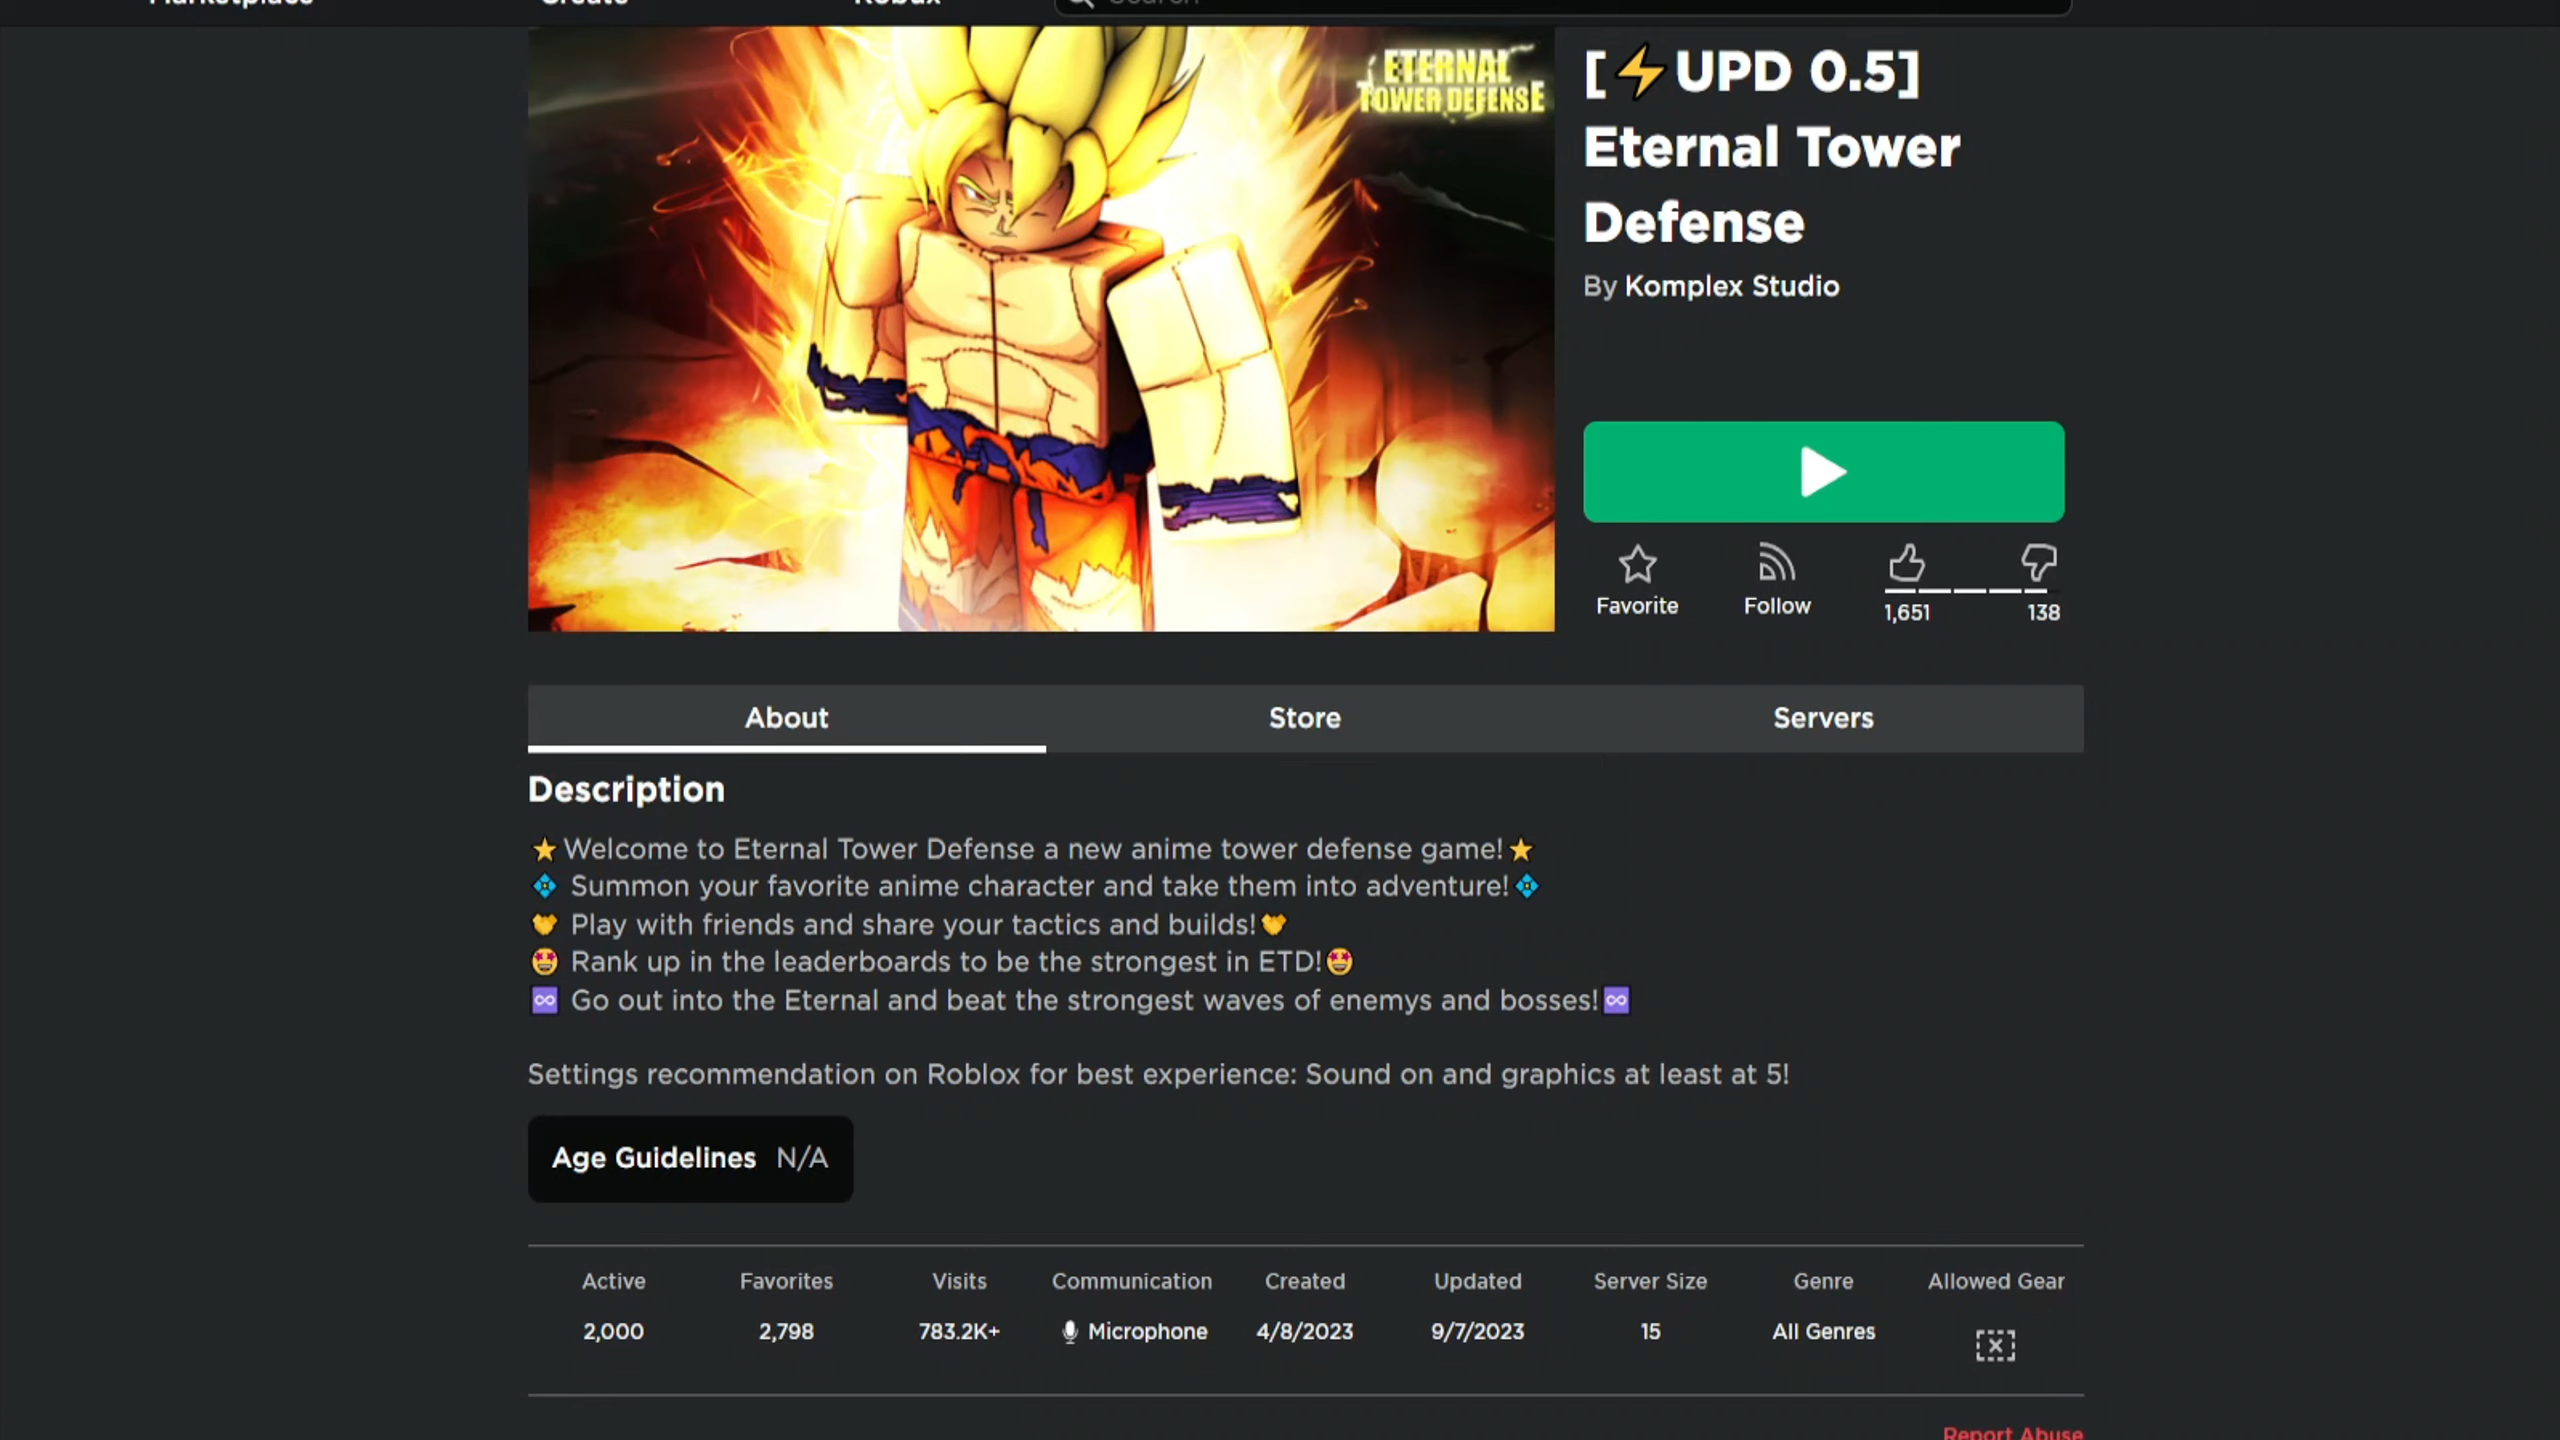 Marketplace Create Robux Search
ETERNAL
TOWER DEFENSE
[⚡UPD 0.5]
Eternal Tower
Defense
By Komplex Studio
Favorite Follow 1,651 138
About Store Servers
Description
⭐Welcome to Eternal Tower Defense a new anime tower defense game!⭐
💠 Summon your favorite anime character and take them into adventure!💠
🤝 Play with friends and share your tactics and builds!🤝
🤩 Rank up in the leaderboards to be the strongest in ETD!🤩
♾️ Go out into the Eternal and beat the strongest waves of enemys and bosses!♾️
Settings recommendation on Roblox for best experience: Sound on and graphics at least at 5!
Age Guidelines N/A
Active Favorites Visits Communication Created Updated Server Size Genre Allowed Gear
2,000 2,798 783.2K+ Microphone 4/8/2023 9/7/2023 15 All Genres
Report Abuse